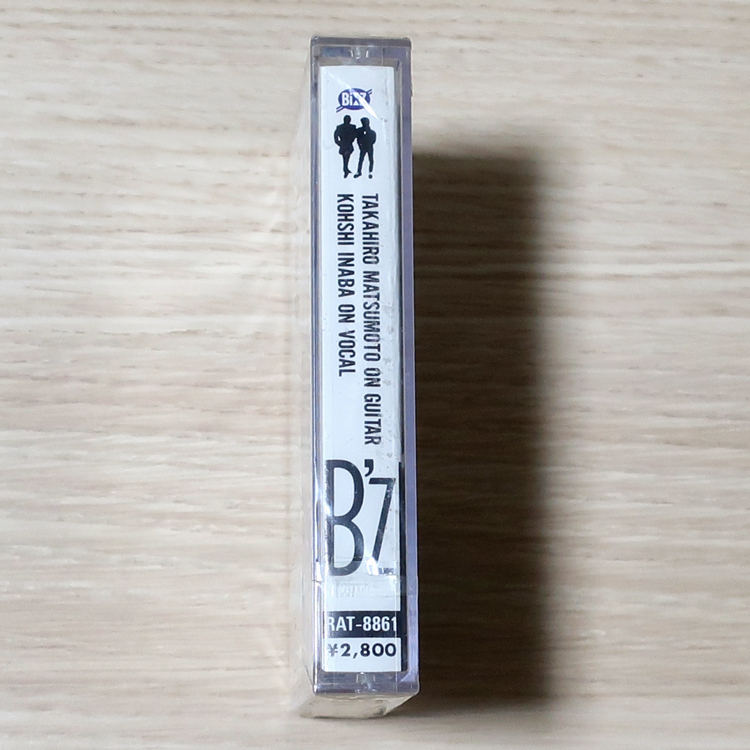 TAKAHIRO MATSUMOTO ON GUITAR
KOHSHI INABA ON VOCAL
B'z
RAT-8861
¥2,800